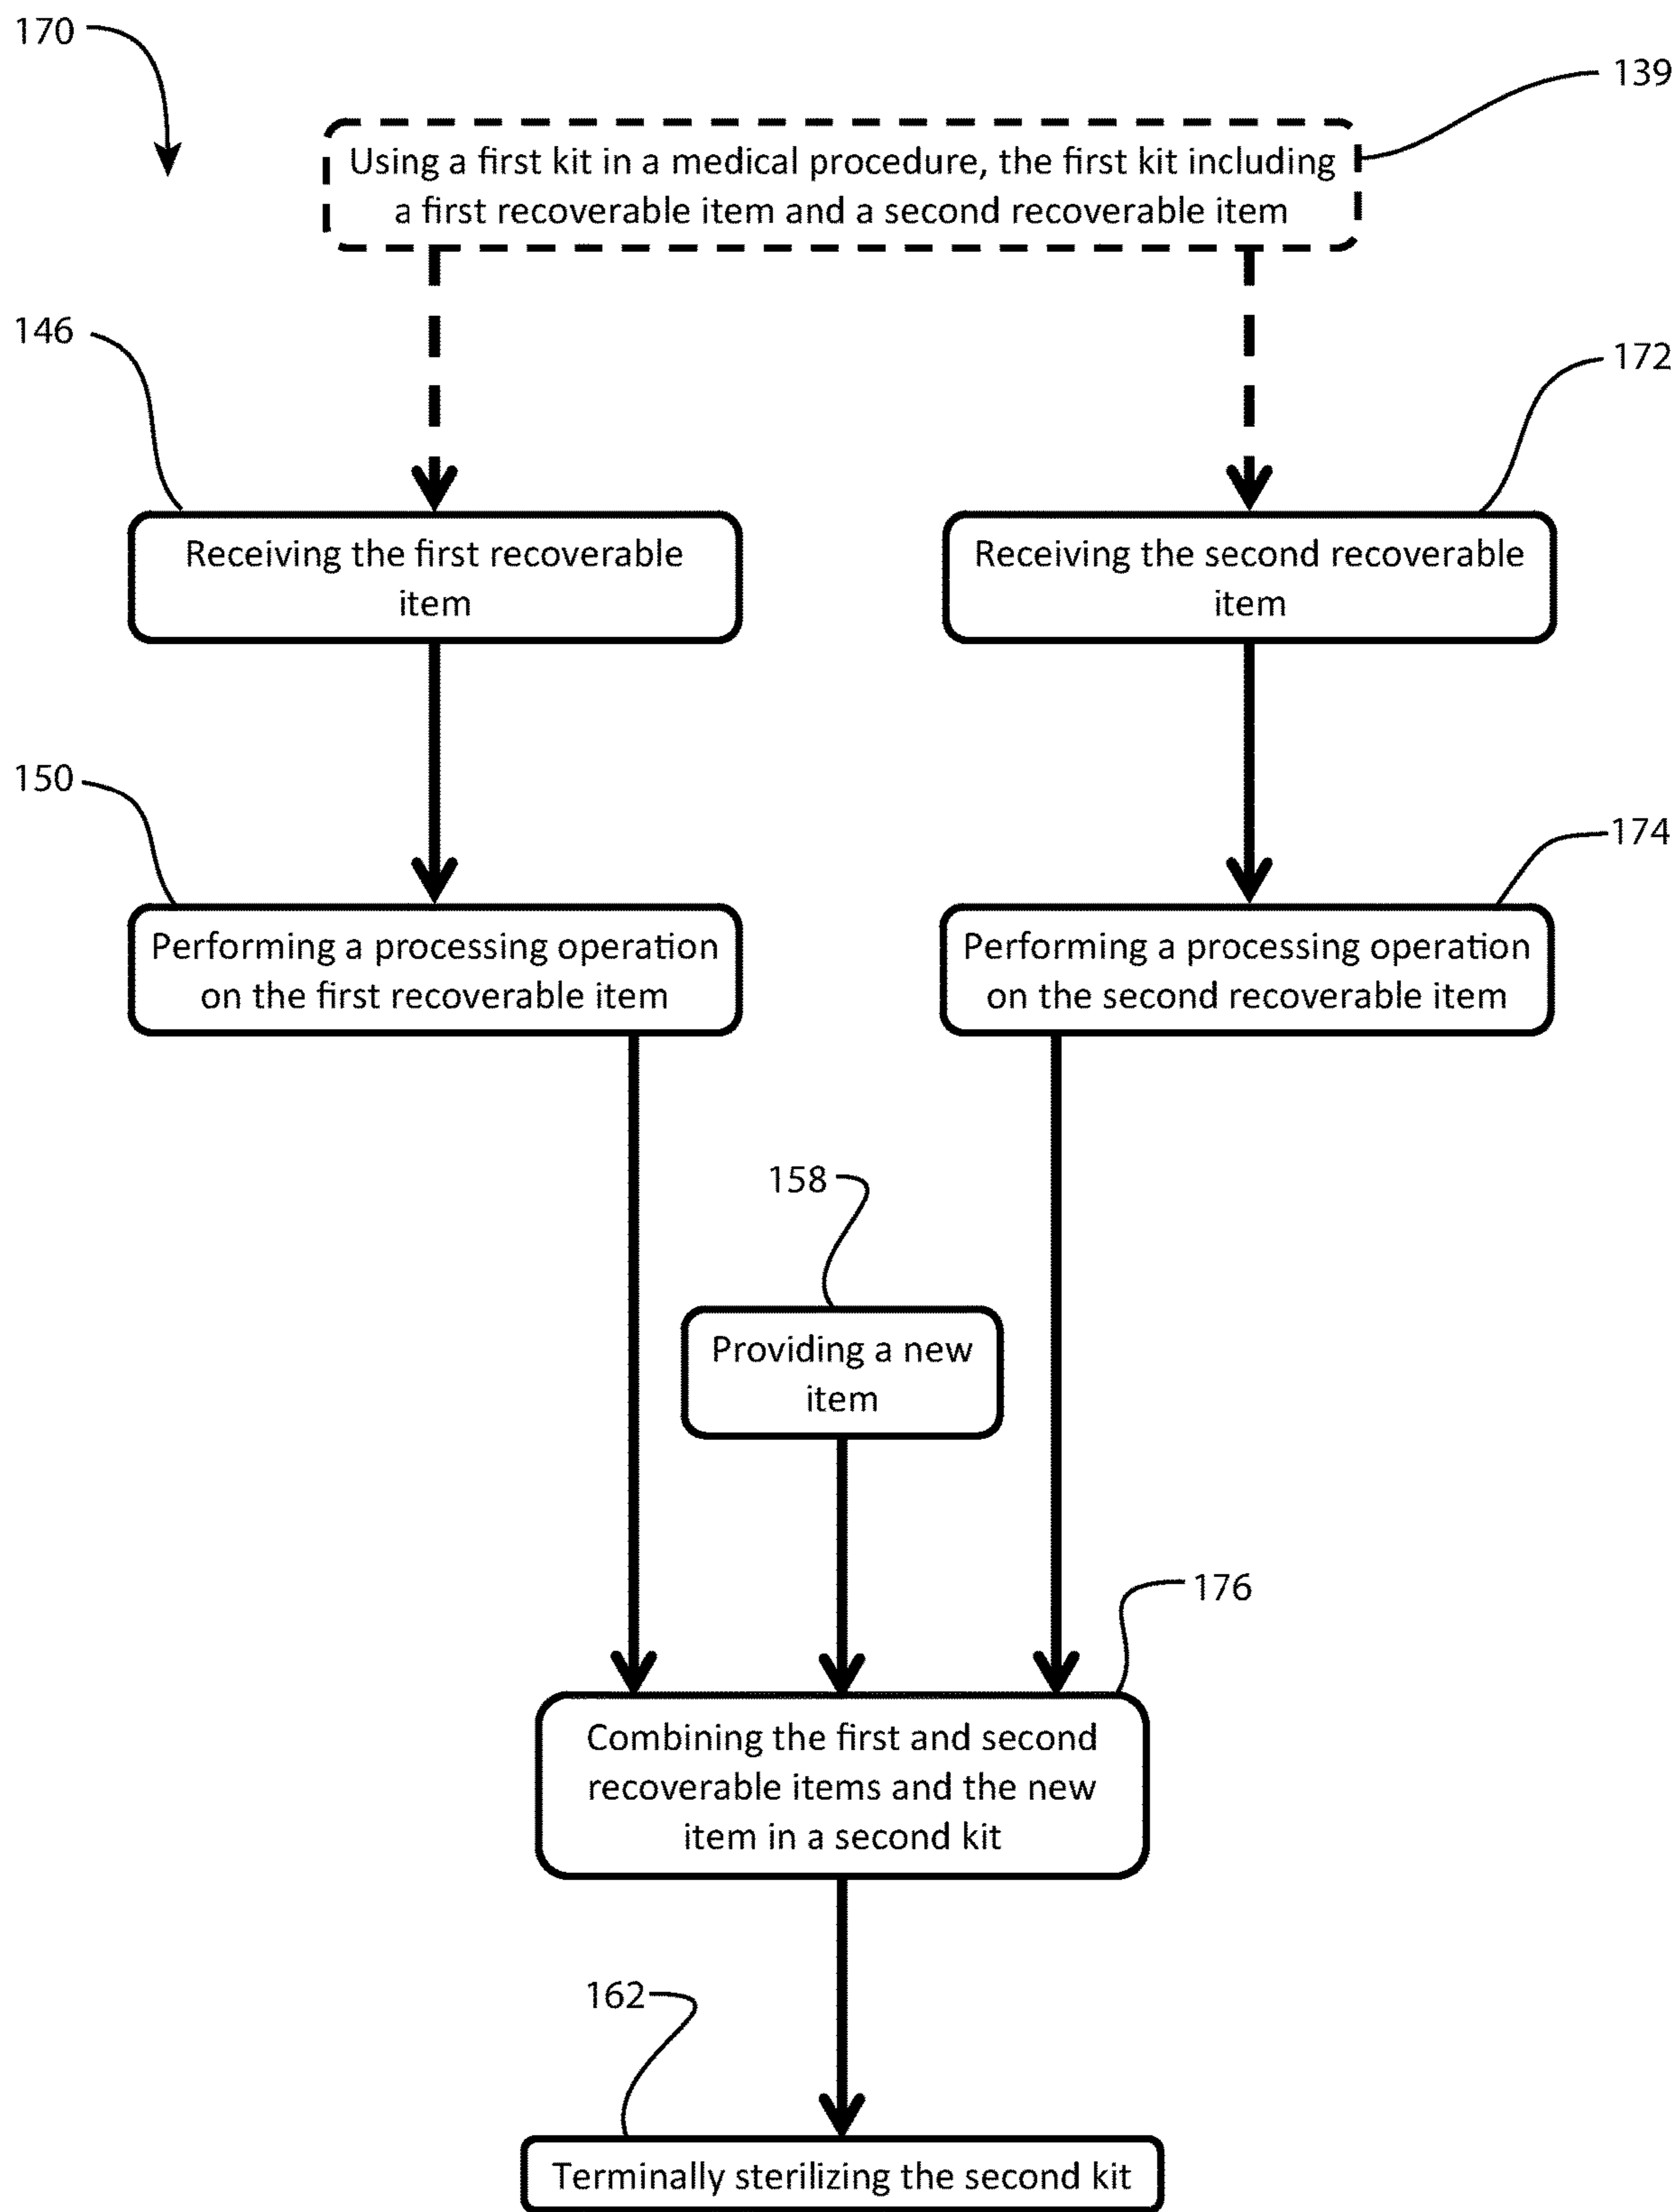 170
139
Using a first kit in a medical procedure, the first kit including
a first recoverable item and a second recoverable item
146
172
Receiving the first recoverable
item
Receiving the second recoverable
item
150
174
Performing a processing operation
on the first recoverable item
Performing a processing operation
on the second recoverable item
158
Providing a new
item
176
Combining the first and second
recoverable items and the new
item in a second kit
162
Terminally sterilizing the second kit